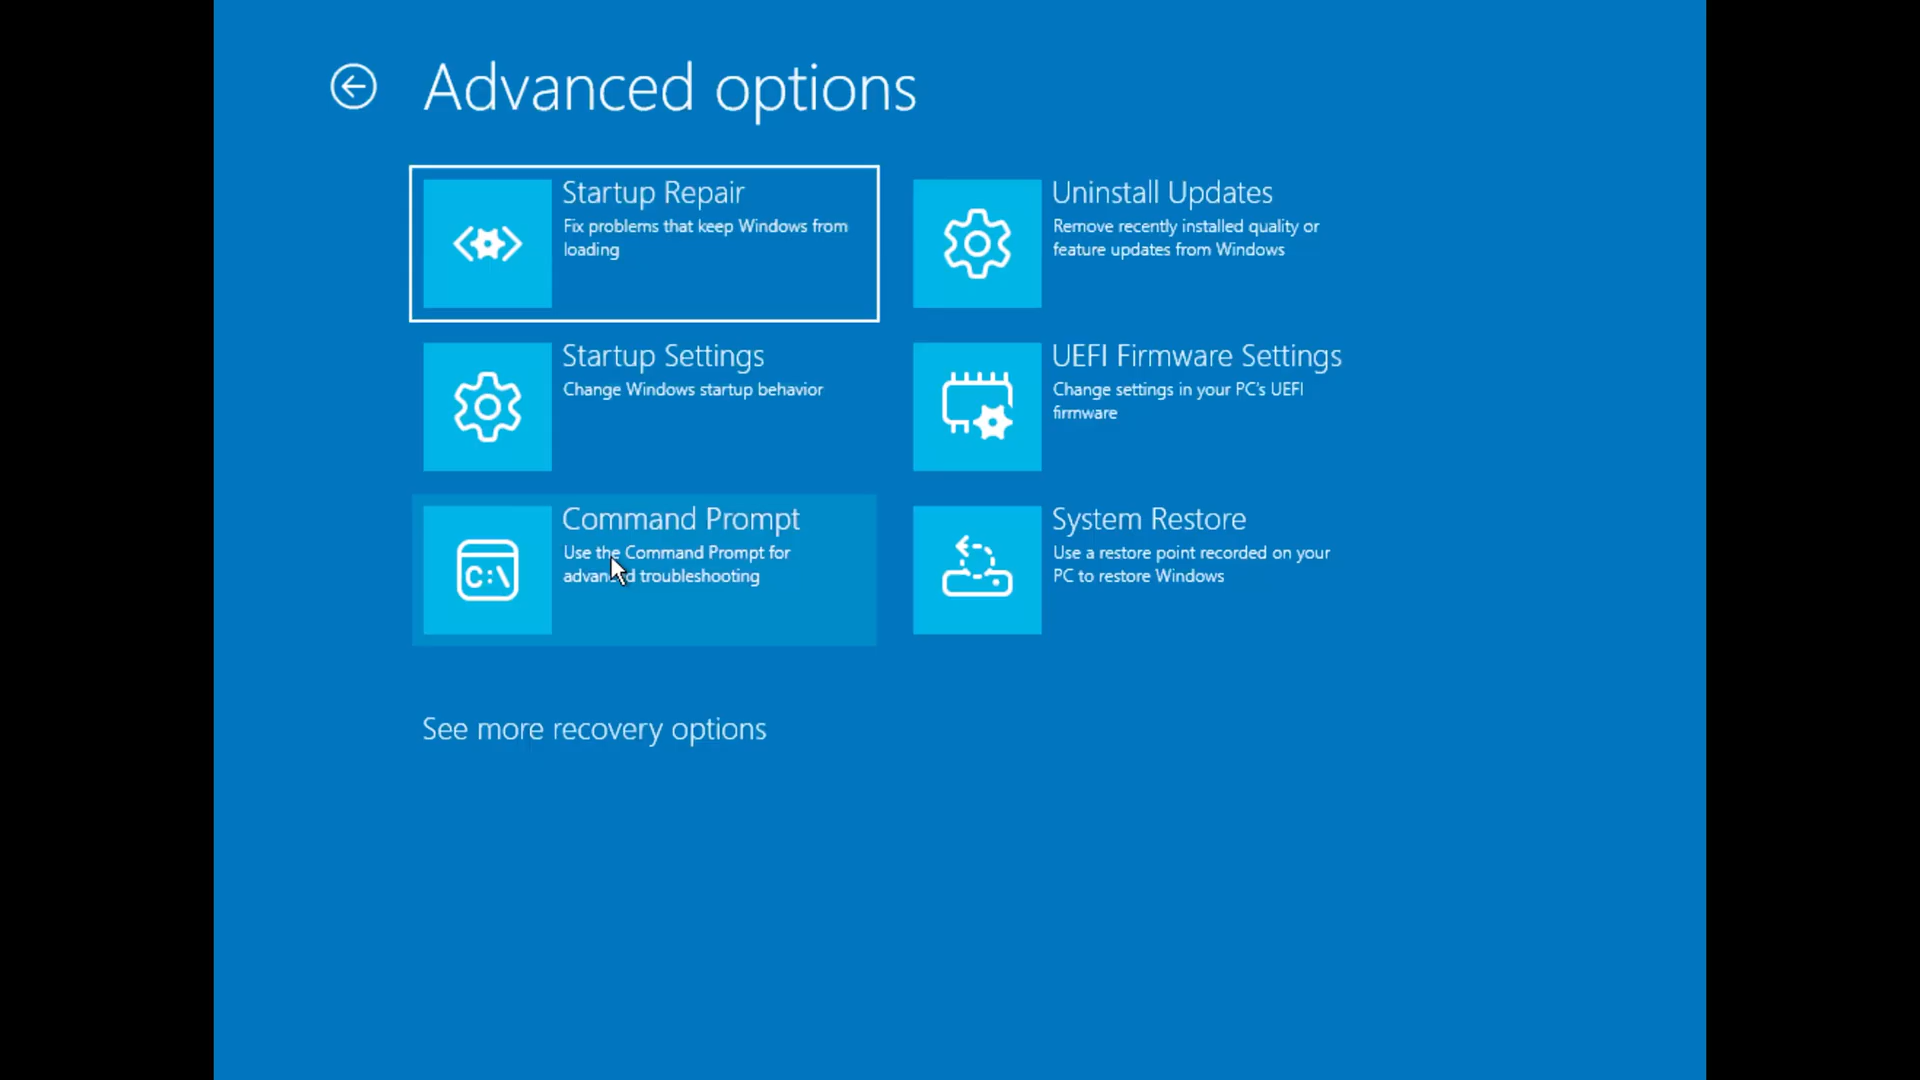 Advanced options
Startup Repair
Fix problems that keep Windows from
loading
Uninstall Updates
Remove recently installed quality or
feature updates from Windows
Startup Settings
Change Windows startup behavior
UEFI Firmware Settings
Change settings in your PC's UEFI
firmware
Command Prompt
Use the Command Prompt for
advanced troubleshooting
C:\
System Restore
Use a restore point recorded on your
PC to restore Windows
See more recovery options